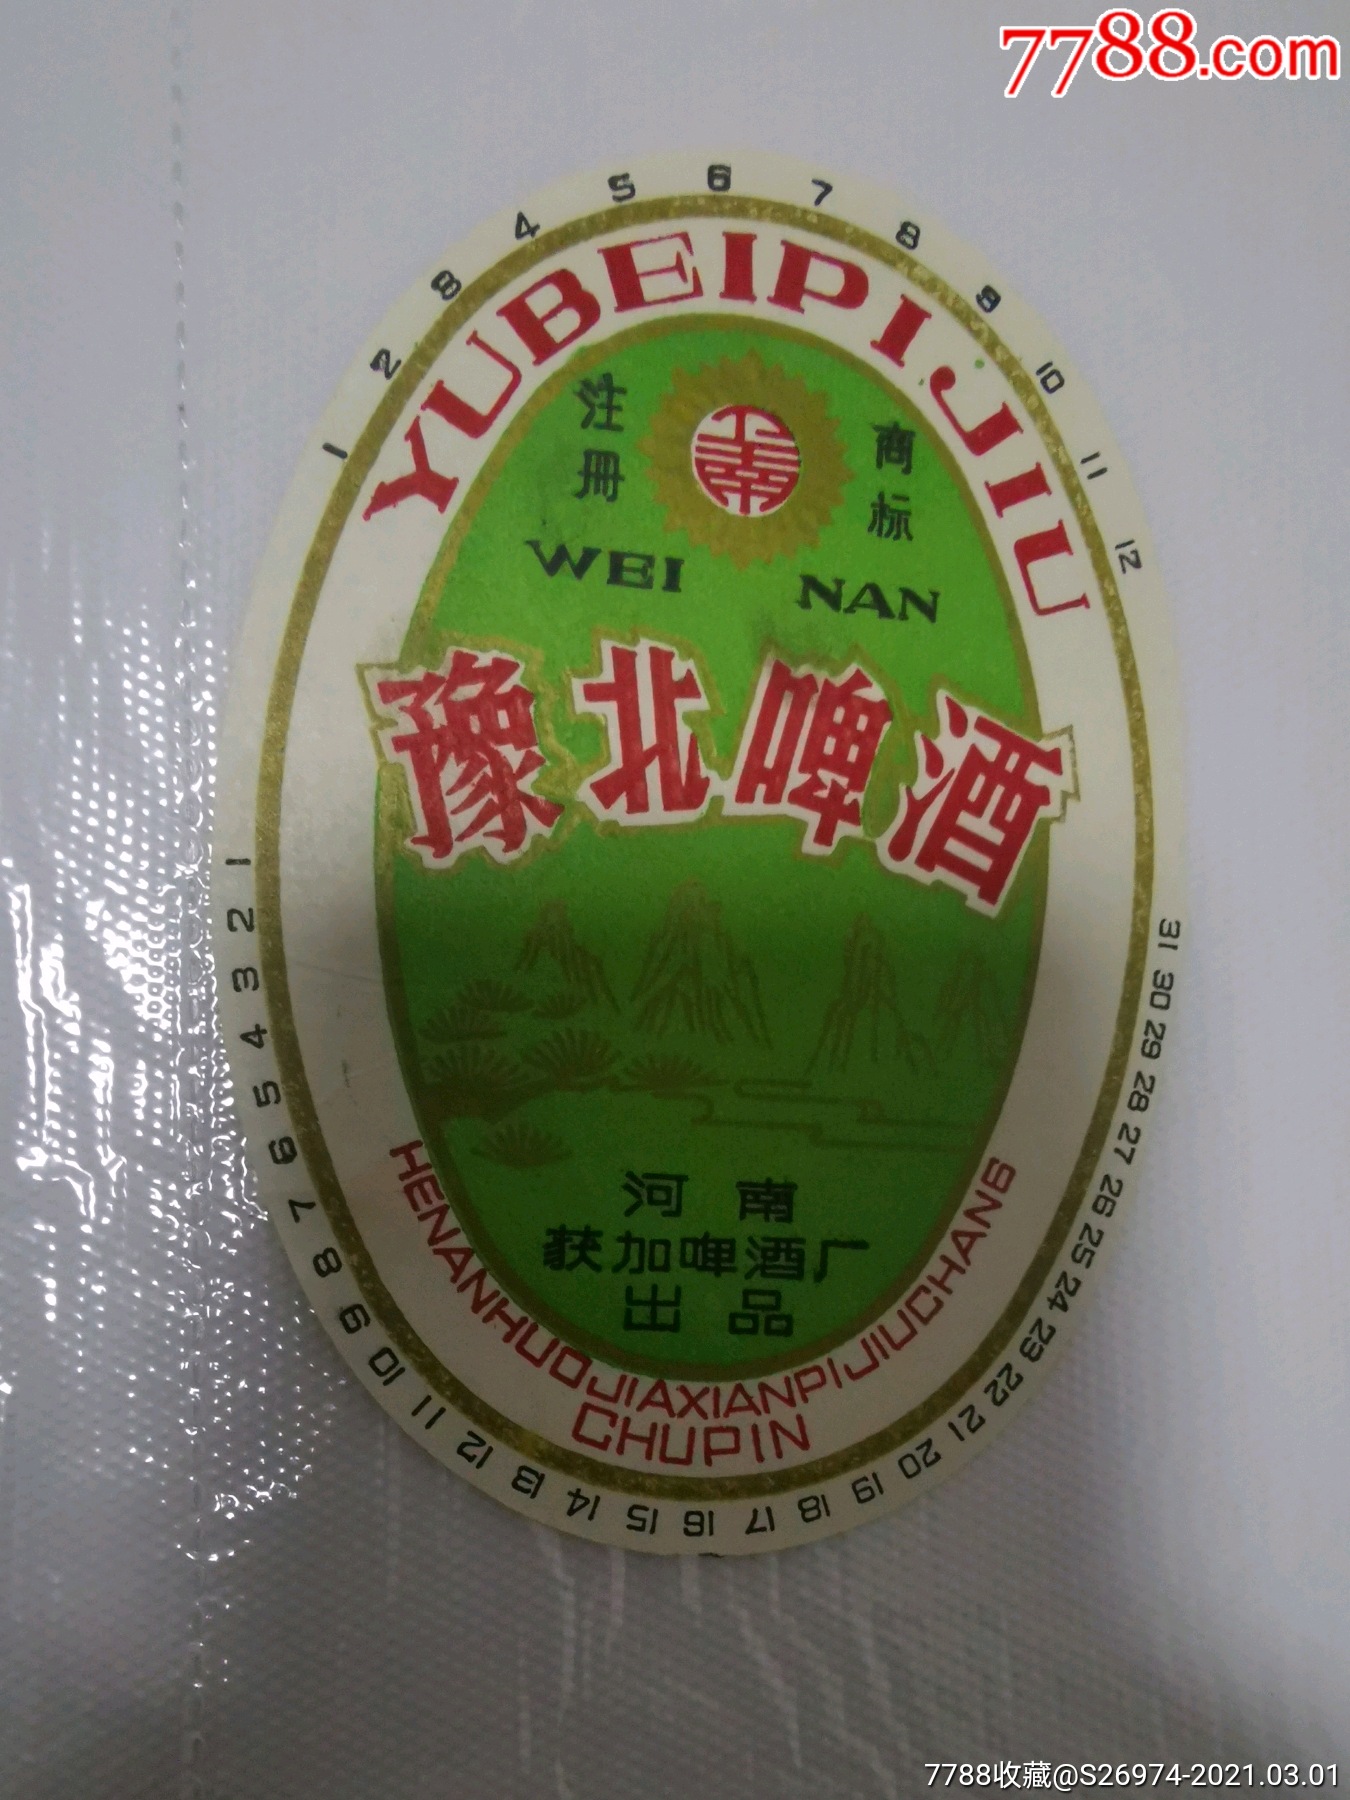 7788.com
1 2 8 4 5 6 7 8 9 10 11 12
YUBEIPIJIU
注册 商标
WEI NAN
豫北啤酒
河南
获加啤酒厂
出品
HENANHUOJIAXIANPIJIUCHANG
CHUPIN
1 2 3 4 5 6 7 8 9 10 11 12 13 14 15 16 17 18 19 20 21 22 23 24 25 26 27 28 29 30 31
7788收藏@S26974-2021.03.01